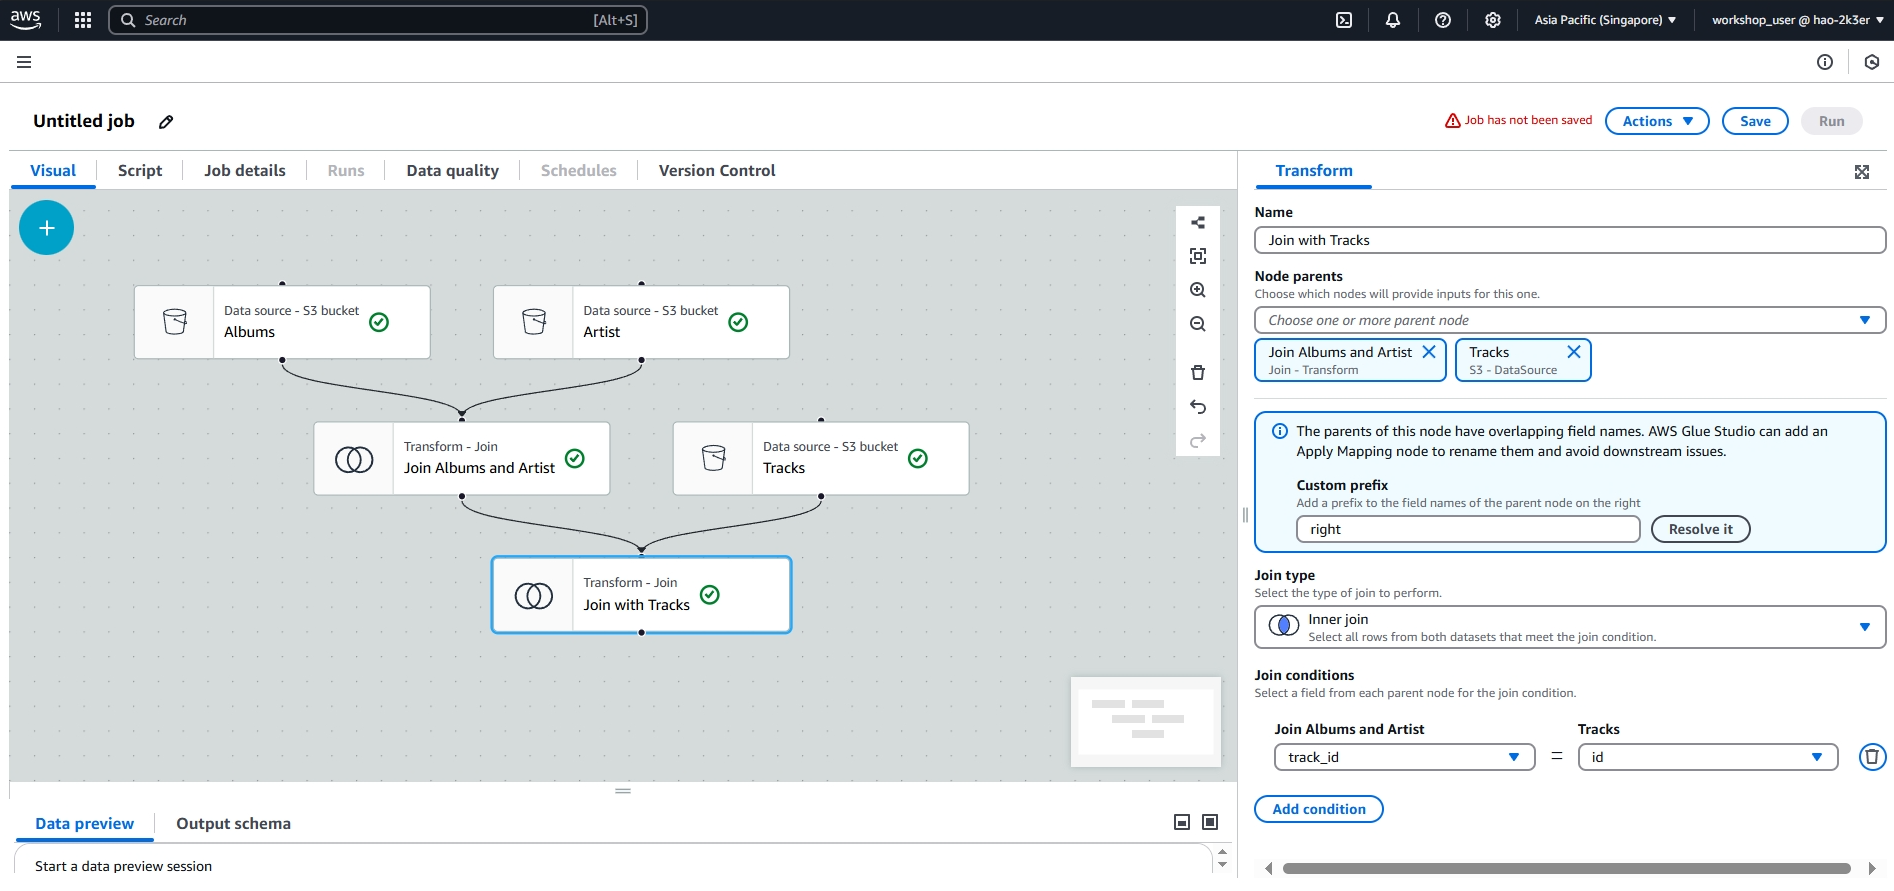 aws
Search
[Alt+S]
Asia Pacific (Singapore)
workshop_user @ hao-2k3er
Untitled job
Job has not been saved
Actions
Save
Run
Visual
Script
Job details
Runs
Data quality
Schedules
Version Control
Data source - S3 bucket
Albums
Data source - S3 bucket
Artist
Transform - Join
Join Albums and Artist
Data source - S3 bucket
Tracks
Transform - Join
Join with Tracks
Data preview
Output schema
Start a data preview session
Transform
Name
Join with Tracks
Node parents
Choose which nodes will provide inputs for this one.
Choose one or more parent node
Join Albums and Artist
Join - Transform
Tracks
S3 - DataSource
The parents of this node have overlapping field names. AWS Glue Studio can add an
Apply Mapping node to rename them and avoid downstream issues.
Custom prefix
Add a prefix to the field names of the parent node on the right
right
Resolve it
Join type
Select the type of join to perform.
Inner join
Select all rows from both datasets that meet the join condition.
Join conditions
Select a field from each parent node for the join condition.
Join Albums and Artist
Tracks
track_id
=
id
Add condition